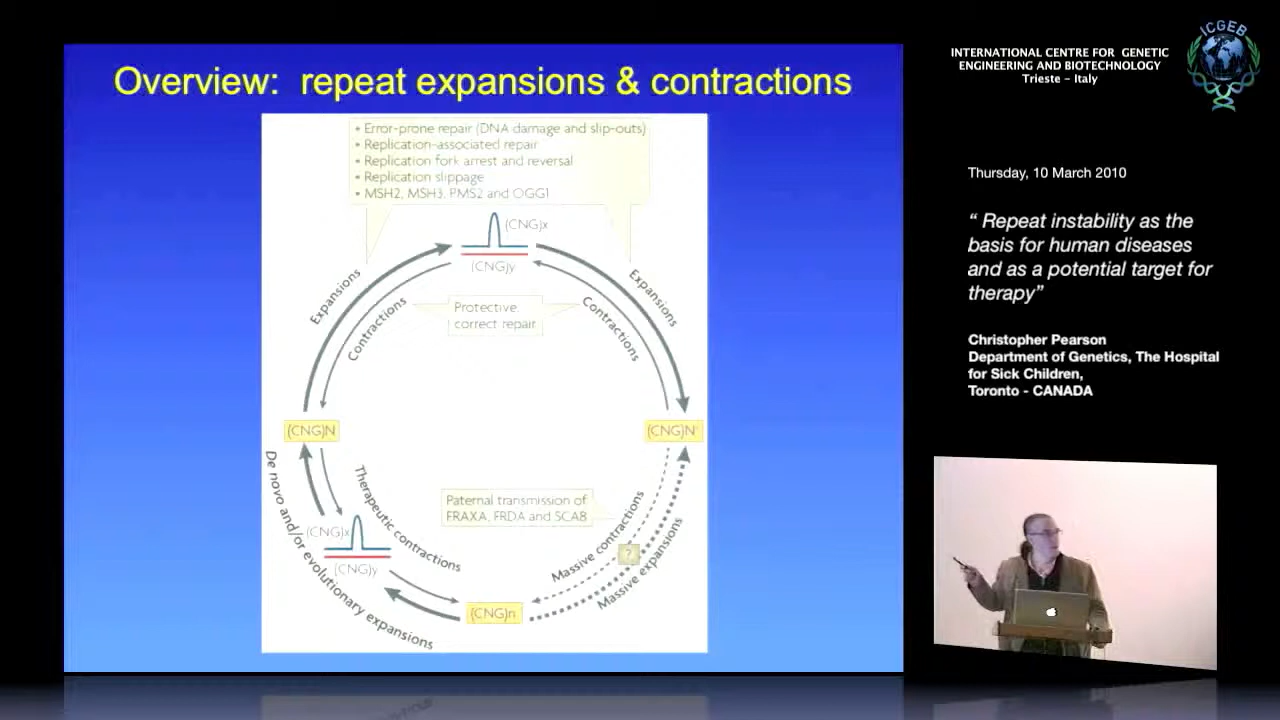 Overview: repeat expansions & contractions
• Error-prone repair (DNA damage and slip-outs)
• Replication-associated repair
• Replication fork arrest and reversal
• Replication slippage
• MSH2, MSH3, PMS2 and OGG1
(CNG)x
(CNG)y
Expansions
Contractions
Protective,
correct repair
Contractions
Expansions
(CNG)N
(CNG)N
De novo and/or evolutionary expansions
Therapeutic contractions
(CNG)x
(CNG)y
Paternal transmission of
FRAXA, FRDA and SCA8
Massive contractions
?
Massive expansions
(CNG)n
INTERNATIONAL CENTRE FOR GENETIC
ENGINEERING AND BIOTECHNOLOGY
Trieste – Italy
ICGEB
Thursday, 10 March 2010
“ Repeat instability as the
basis for human diseases
and as a potential target for
therapy”
Christopher Pearson
Department of Genetics, The Hospital
for Sick Children,
Toronto - CANADA